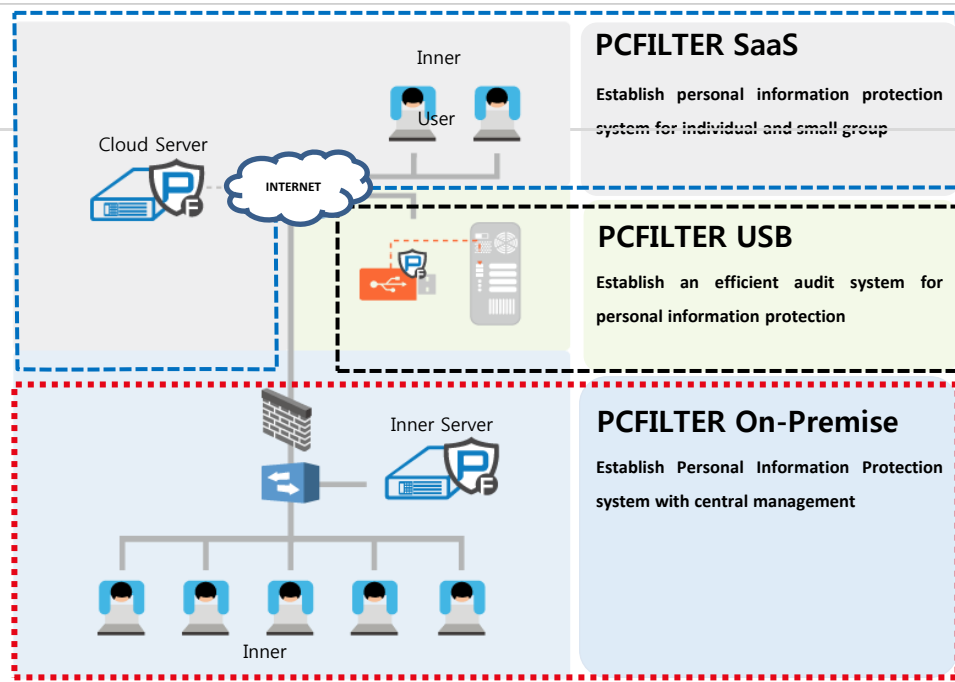 Inner
User
Cloud Server
P
F
INTERNET
PCFILTER SaaS
Establish personal information protection
system for individual and small group
P
F
PCFILTER USB
Establish an efficient audit system for
personal information protection
Inner Server
P
F
Inner
PCFILTER On-Premise
Establish Personal Information Protection
system with central management